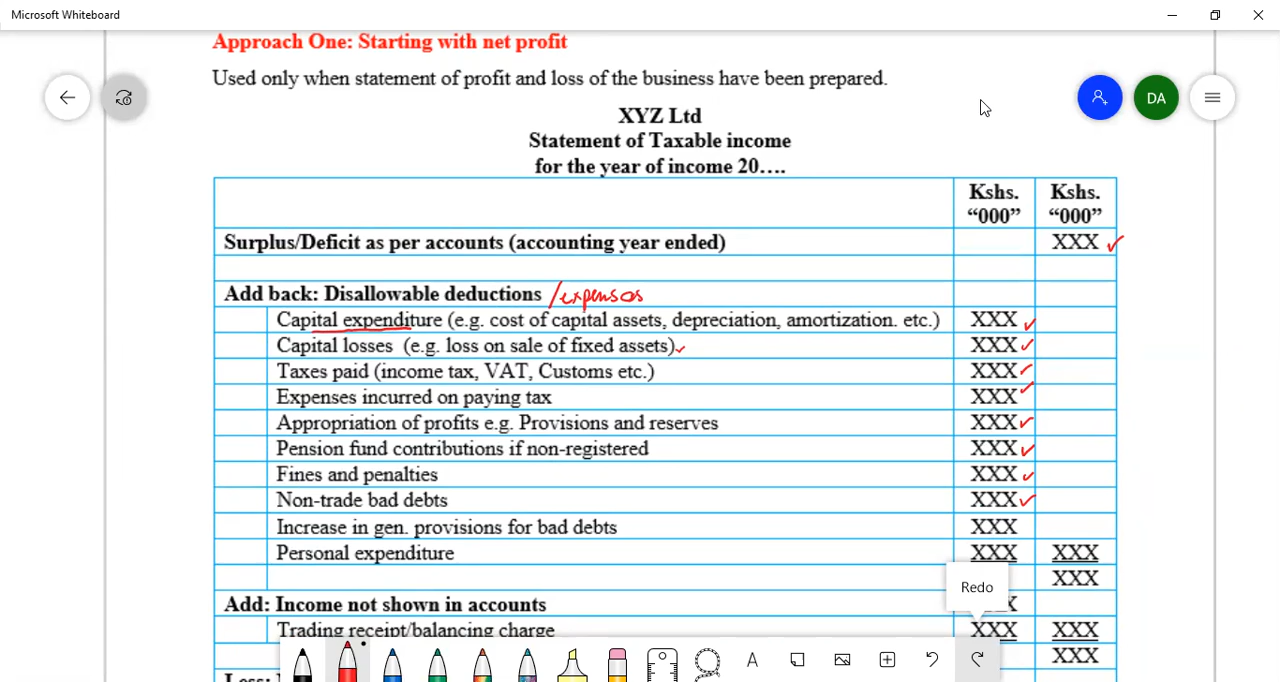 Microsoft Whiteboard
Approach One: Starting with net profit
Used only when statement of profit and loss of the business have been prepared.
DA
XYZ Ltd
Statement of Taxable income
for the year of income 20….
Kshs. Kshs.
“000” “000”
Surplus/Deficit as per accounts (accounting year ended) XXX
Add back: Disallowable deductions /expenses
Capital expenditure (e.g. cost of capital assets, depreciation, amortization. etc.) XXX
Capital losses (e.g. loss on sale of fixed assets) XXX
Taxes paid (income tax, VAT, Customs etc.) XXX
Expenses incurred on paying tax XXX
Appropriation of profits e.g. Provisions and reserves XXX
Pension fund contributions if non-registered XXX
Fines and penalties XXX
Non-trade bad debts XXX
Increase in gen. provisions for bad debts XXX
Personal expenditure XXX XXX
XXX
Redo
Add: Income not shown in accounts
Trading receipt/balancing charge XXX XXX
XXX
A